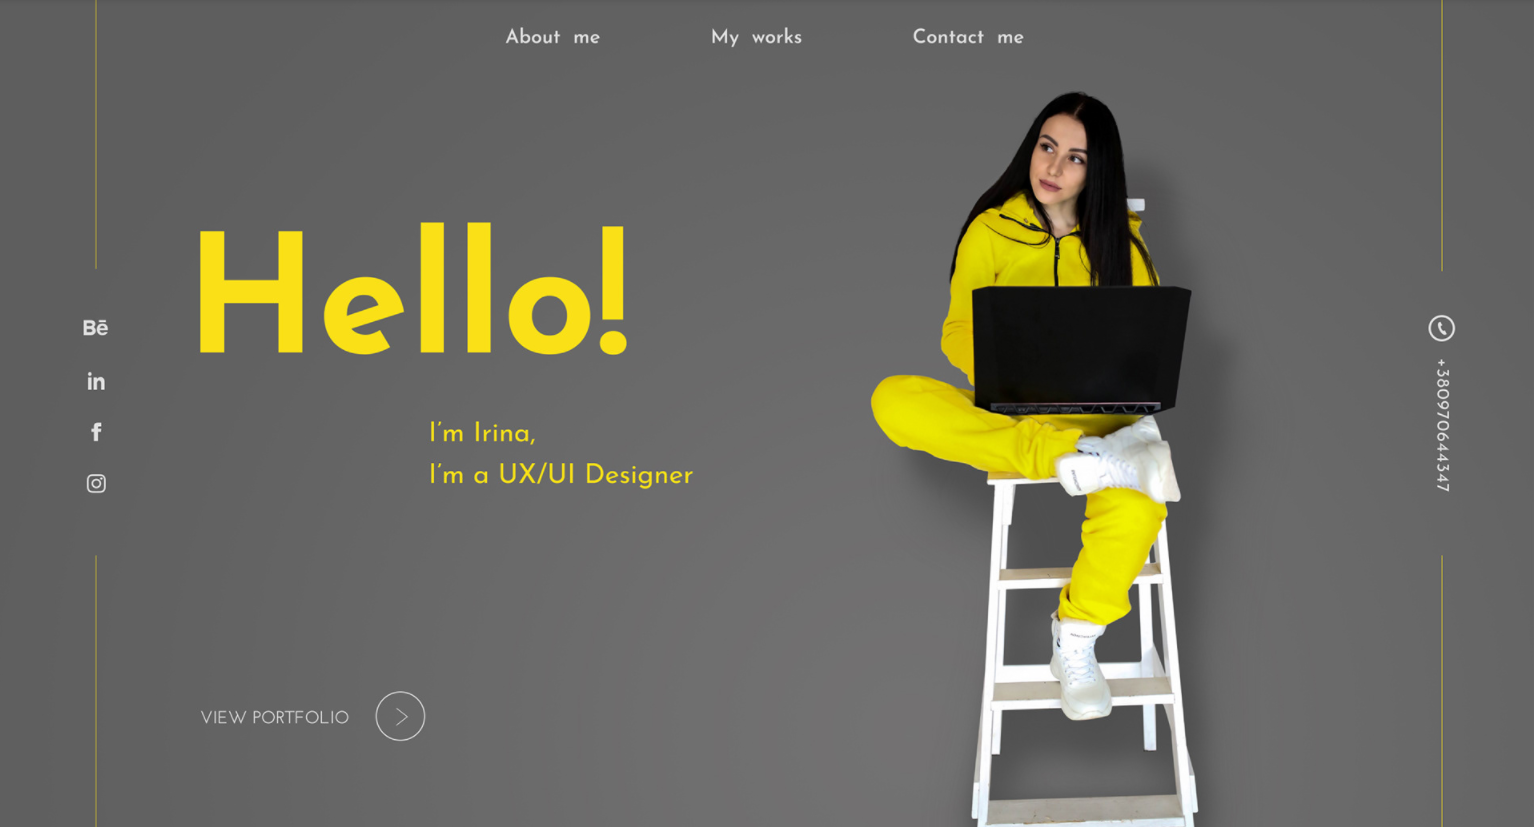 About me
My works
Contact me
Hello!
I'm Irina,
I'm a UX/UI Designer
VIEW PORTFOLIO
Bē
in
f
+380970644347